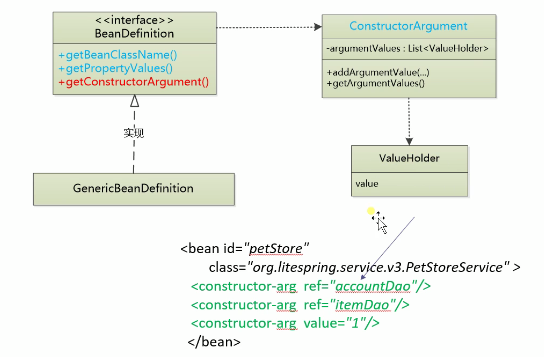 <<interface>>
BeanDefinition
+getBeanClassName()
+getPropertyValues()
+getConstructorArgument()
ConstructorArgument
-argumentValues : List<ValueHolder>
+addArgumentValue(...)
+getArgumentValues()
实现
GenericBeanDefinition
ValueHolder
value
<bean id="petStore"
class="org.litespring.service.v3.PetStoreService" >
<constructor-arg ref="accountDao"/>
<constructor-arg ref="itemDao"/>
<constructor-arg value="1"/>
</bean>